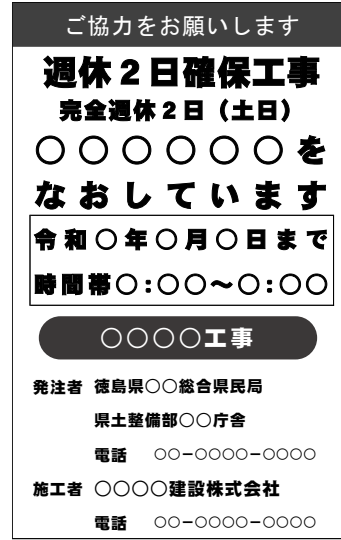 ご協力をお願いします
週休２日確保工事
完全週休２日（土日）
○○○○○○を
なおしています
令和○年○月○日まで
時間帯○：○○～○：○○
○○○○工事
発注者 徳島県○○総合県民局
県土整備部○○庁舎
電話 ○○－○○○○－○○○○
施工者 ○○○○建設株式会社
電話 ○○－○○○○－○○○○